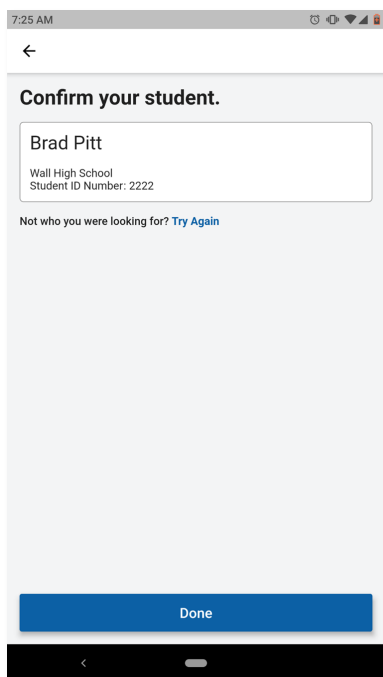 7:25 AM
Confirm your student.
Brad Pitt
Wall High School
Student ID Number: 2222
Not who you were looking for? Try Again
Done